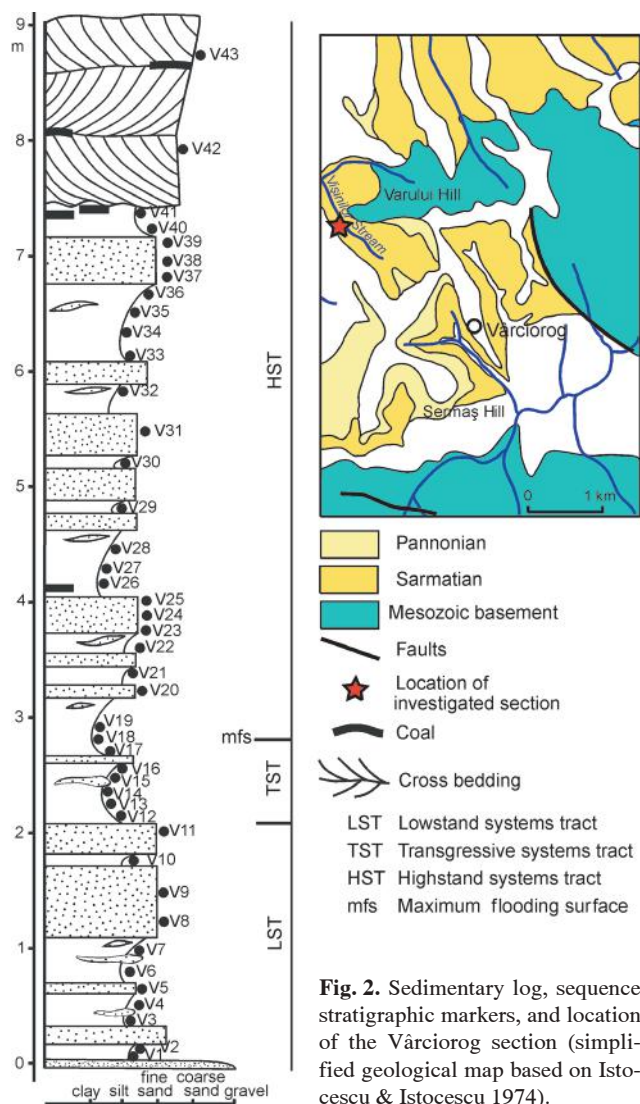 9
m
8
7
6
5
4
3
2
1
0
V43
V42
V41
V40
V39
V38
V37
V36
V35
V34
V33
V32
V31
V30
V29
V28
V27
V26
V25
V24
V23
V22
V21
V20
V19
V18
V17
V16
V15
V14
V13
V12
V11
V10
V9
V8
V7
V6
V5
V4
V3
V2
V1
HST
mfs
TST
LST
clay silt fine sand coarse sand gravel
Vişinilor Stream
Varului Hill
Vârciorog
Sermaş Hill
0 1 km
Pannonian
Sarmatian
Mesozoic basement
Faults
Location of
investigated section
Coal
Cross bedding
LST Lowstand systems tract
TST Transgressive systems tract
HST Highstand systems tract
mfs Maximum flooding surface
Fig. 2. Sedimentary log, sequence
stratigraphic markers, and location
of the Vârciorog section (simpli-
fied geological map based on Isto-
cescu & Istocescu 1974).